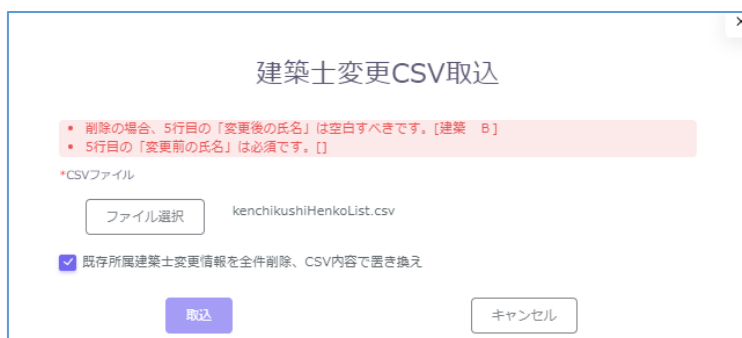 建築士変更CSV取込
• 削除の場合、5行目の「変更後の氏名」は空白すべきです。[建築　B]
• 5行目の「変更前の氏名」は必須です。[]
*CSVファイル
ファイル選択 kenchikushiHenkoList.csv
既存所属建築士変更情報を全件削除、CSV内容で置き換え
取込 キャンセル